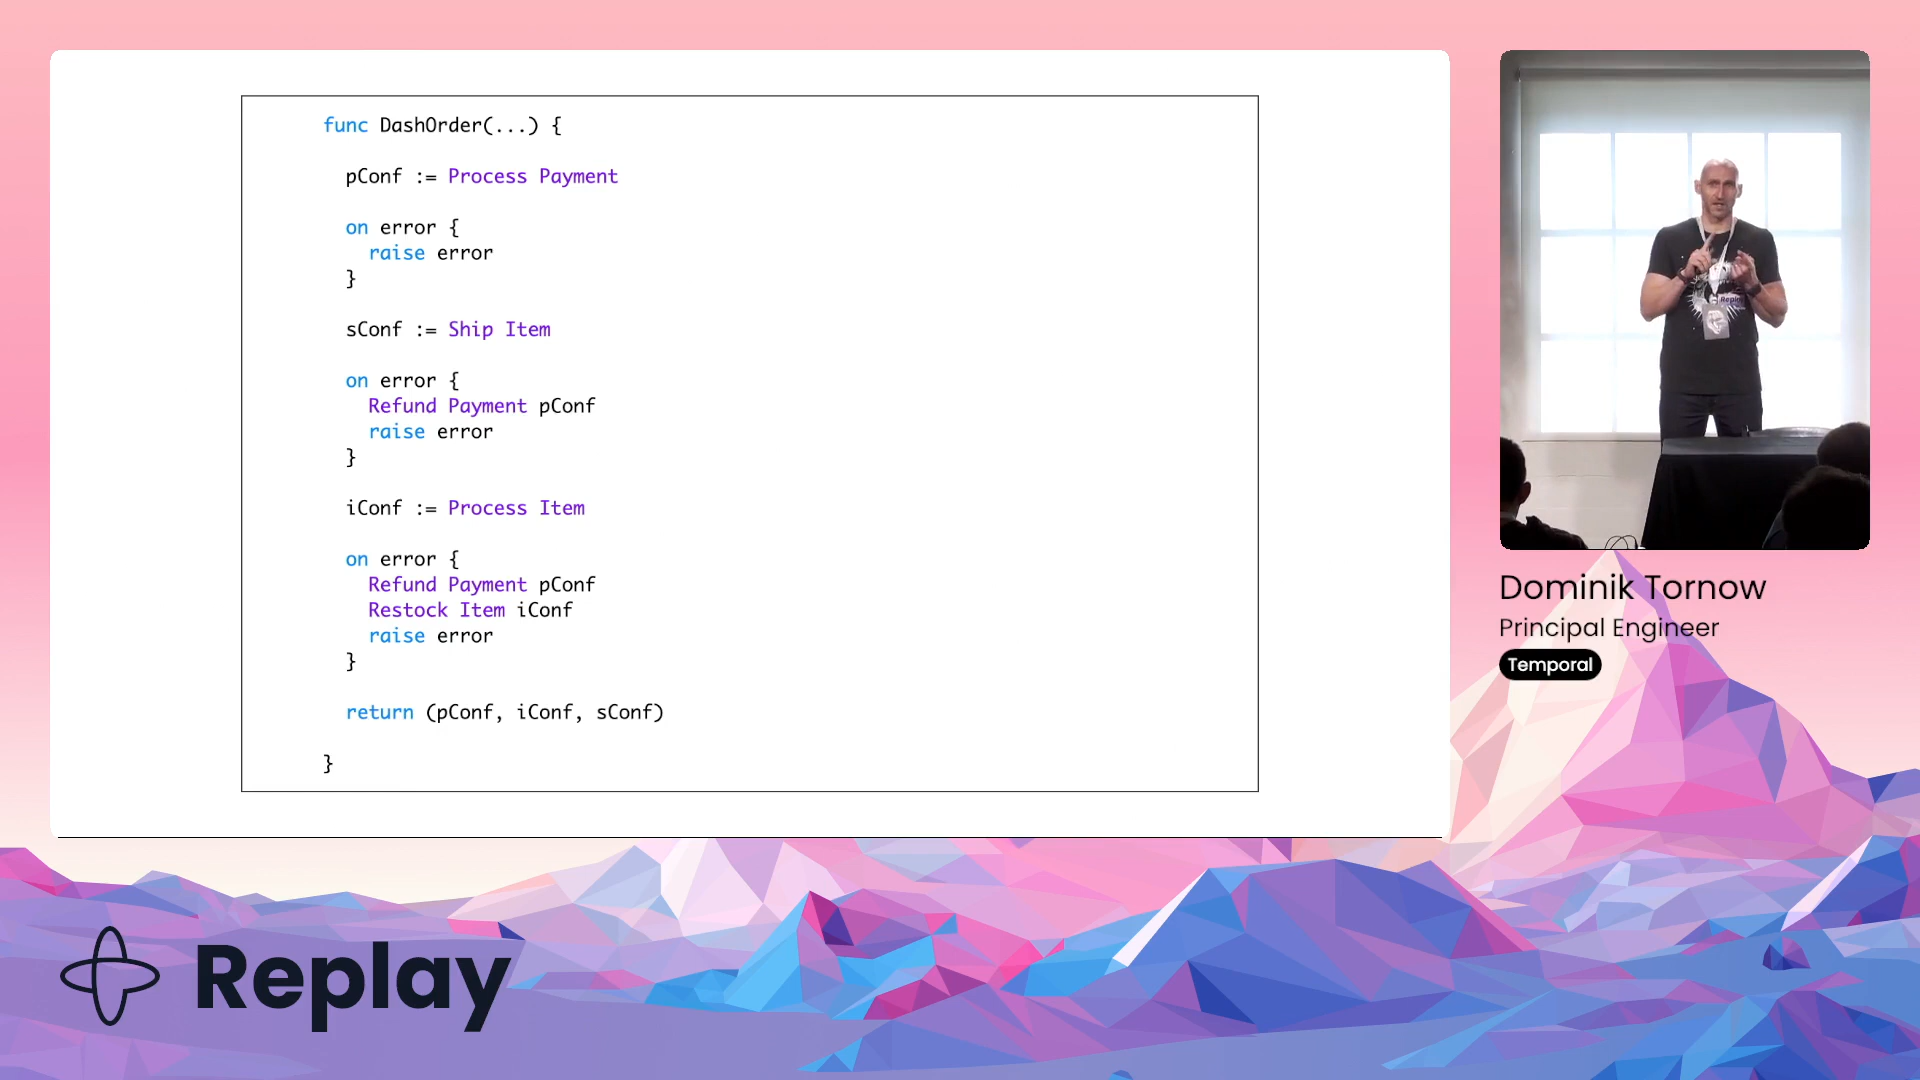 func DashOrder(...) {
pConf := Process Payment
on error {
raise error
}
sConf := Ship Item
on error {
Refund Payment pConf
raise error
}
iConf := Process Item
on error {
Refund Payment pConf
Restock Item iConf
raise error
}
return (pConf, iConf, sConf)
}
Dominik Tornow
Principal Engineer
Temporal
Replay